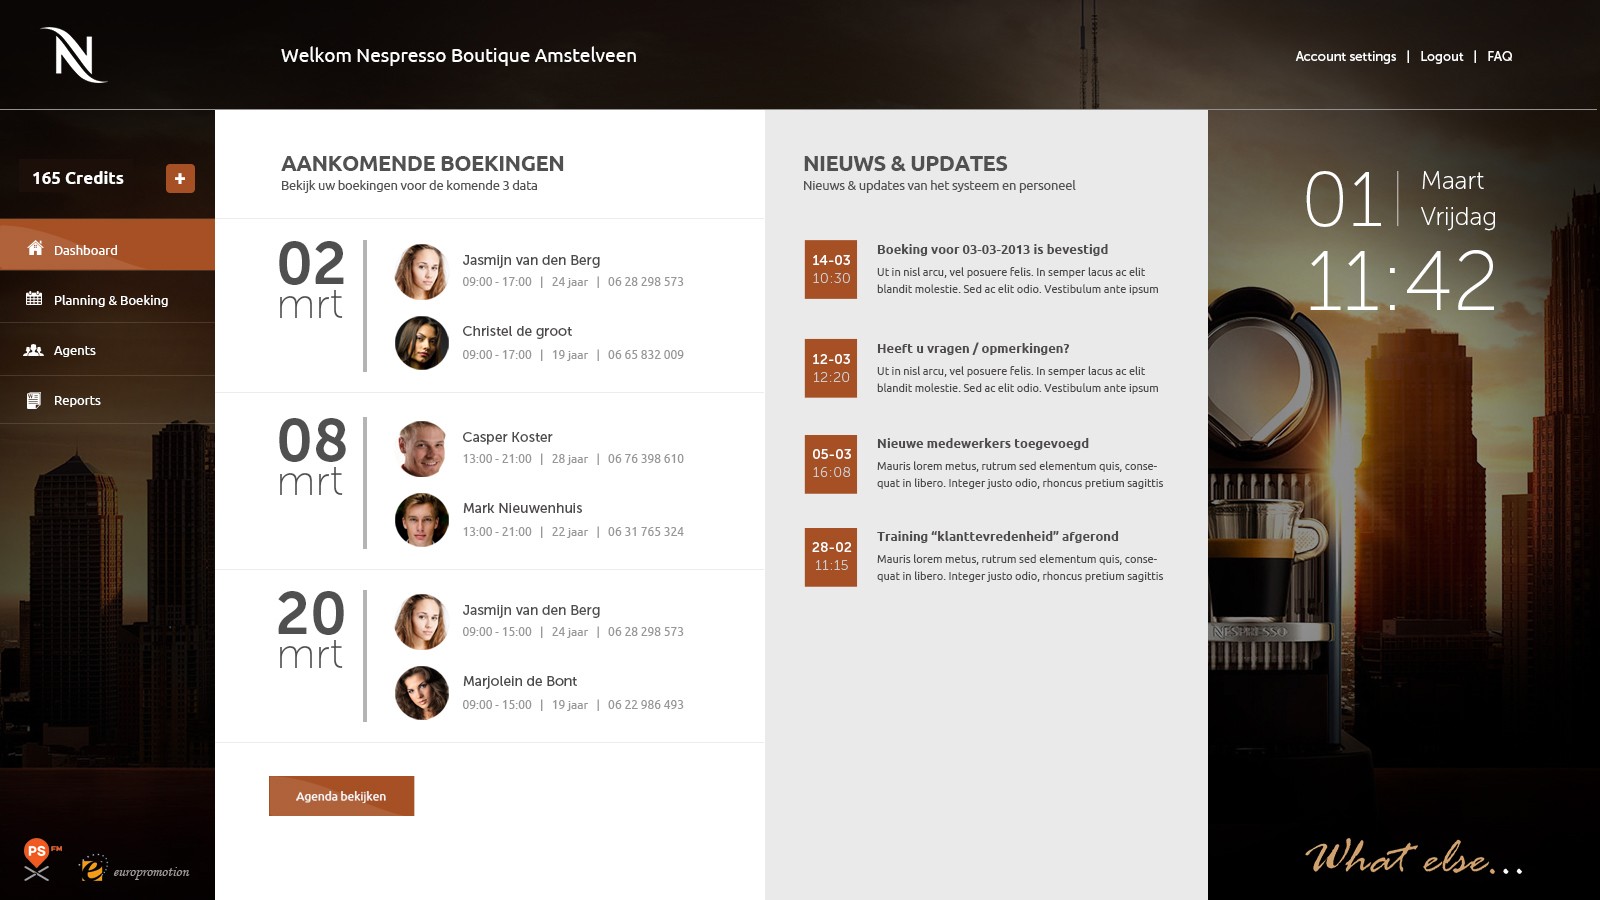 N
Welkom Nespresso Boutique Amstelveen
Account settings | Logout | FAQ
165 Credits
+
Dashboard
Planning & Boeking
Agents
Reports
AANKOMENDE BOEKINGEN
Bekijk uw boekingen voor de komende 3 data
02
mrt
Jasmijn van den Berg
09:00 - 17:00 | 24 jaar | 06 28 298 573
Christel de groot
09:00 - 17:00 | 19 jaar | 06 65 832 009
08
mrt
Casper Koster
13:00 - 21:00 | 28 jaar | 06 76 398 610
Mark Nieuwenhuis
13:00 - 21:00 | 22 jaar | 06 31 765 324
20
mrt
Jasmijn van den Berg
09:00 - 15:00 | 24 jaar | 06 28 298 573
Marjolein de Bont
09:00 - 15:00 | 19 jaar | 06 22 986 493
Agenda bekijken
NIEUWS & UPDATES
Nieuws & updates van het systeem en personeel
14-03
10:30
Boeking voor 03-03-2013 is bevestigd
Ut in nisl arcu, vel posuere felis. In semper lacus ac elit
blandit molestie. Sed ac elit odio. Vestibulum ante ipsum
12-03
12:20
Heeft u vragen / opmerkingen?
Ut in nisl arcu, vel posuere felis. In semper lacus ac elit
blandit molestie. Sed ac elit odio. Vestibulum ante ipsum
05-03
16:08
Nieuwe medewerkers toegevoegd
Mauris lorem metus, rutrum sed elementum quis, conse-
quat in libero. Integer justo odio, rhoncus pretium sagittis
28-02
11:15
Training “klanttevredenheid” afgerond
Mauris lorem metus, rutrum sed elementum quis, conse-
quat in libero. Integer justo odio, rhoncus pretium sagittis
01 | Maart
Vrijdag
11:42
NESPRESSO
What else...
PS FM
e europromotion